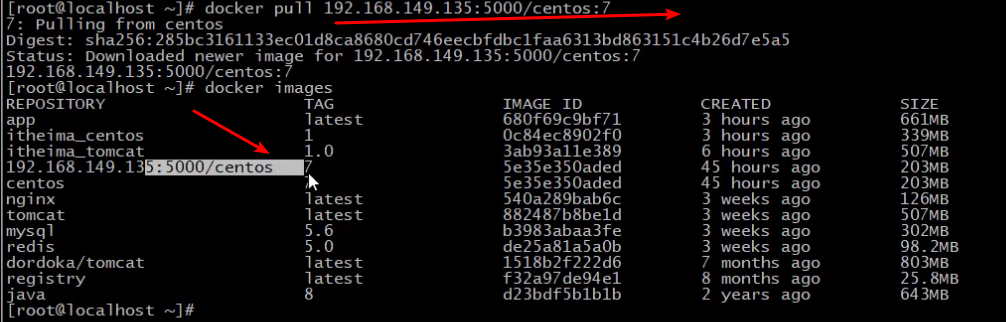 [root@localhost ~]# docker pull 192.168.149.135:5000/centos:7
7: Pulling from centos
Digest: sha256:285bc3161133ec01d8ca8680cd746eecbfdbc1faa6313bd863151c4b26d7e5a5
Status: Downloaded newer image for 192.168.149.135:5000/centos:7
192.168.149.135:5000/centos:7
[root@localhost ~]# docker images
REPOSITORY TAG IMAGE ID CREATED SIZE
app latest 680f69c9bf71 3 hours ago 661MB
itheima_centos 1 0c84ec8902f0 3 hours ago 339MB
itheima_tomcat 1.0 3ab93a11e389 6 hours ago 507MB
192.168.149.135:5000/centos 7 5e35e350aded 45 hours ago 203MB
centos 7 5e35e350aded 45 hours ago 203MB
nginx latest 540a289bab6c 3 weeks ago 126MB
tomcat latest 882487b8be1d 3 weeks ago 507MB
mysql 5.6 b3983abaa3fe 3 weeks ago 302MB
redis 5.0 de25a81a5a0b 3 weeks ago 98.2MB
dordoka/tomcat latest 1518b2f222d6 7 months ago 803MB
registry latest f32a97de94e1 8 months ago 25.8MB
java 8 d23bdf5b1b1b 2 years ago 643MB
[root@localhost ~]#